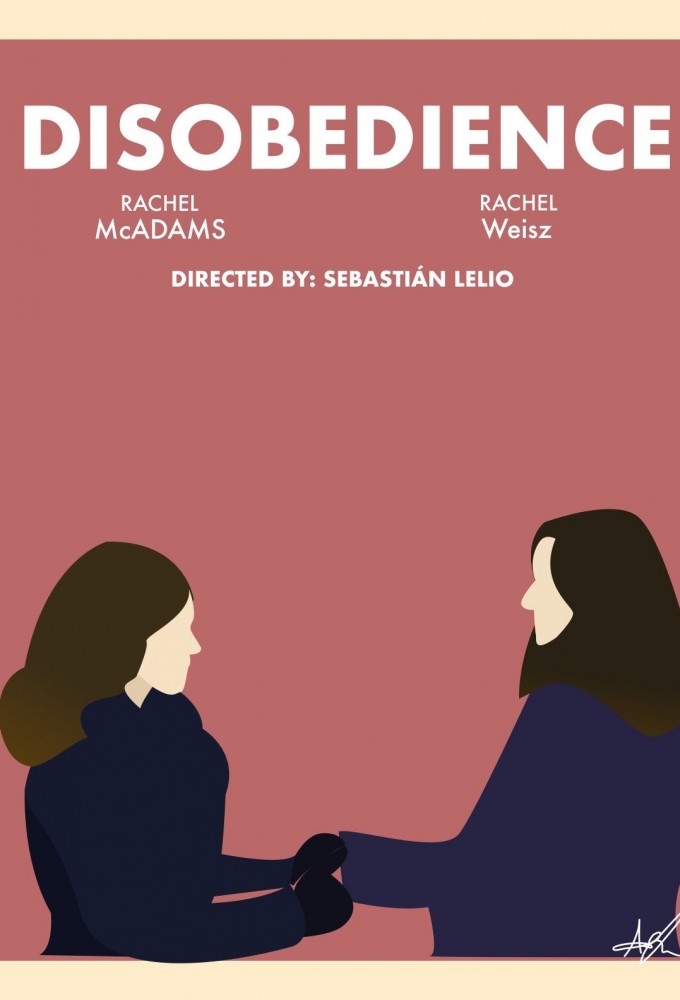 DISOBEDIENCE
RACHEL RACHEL
McADAMS Weisz
DIRECTED BY: SEBASTIÁN LELIO